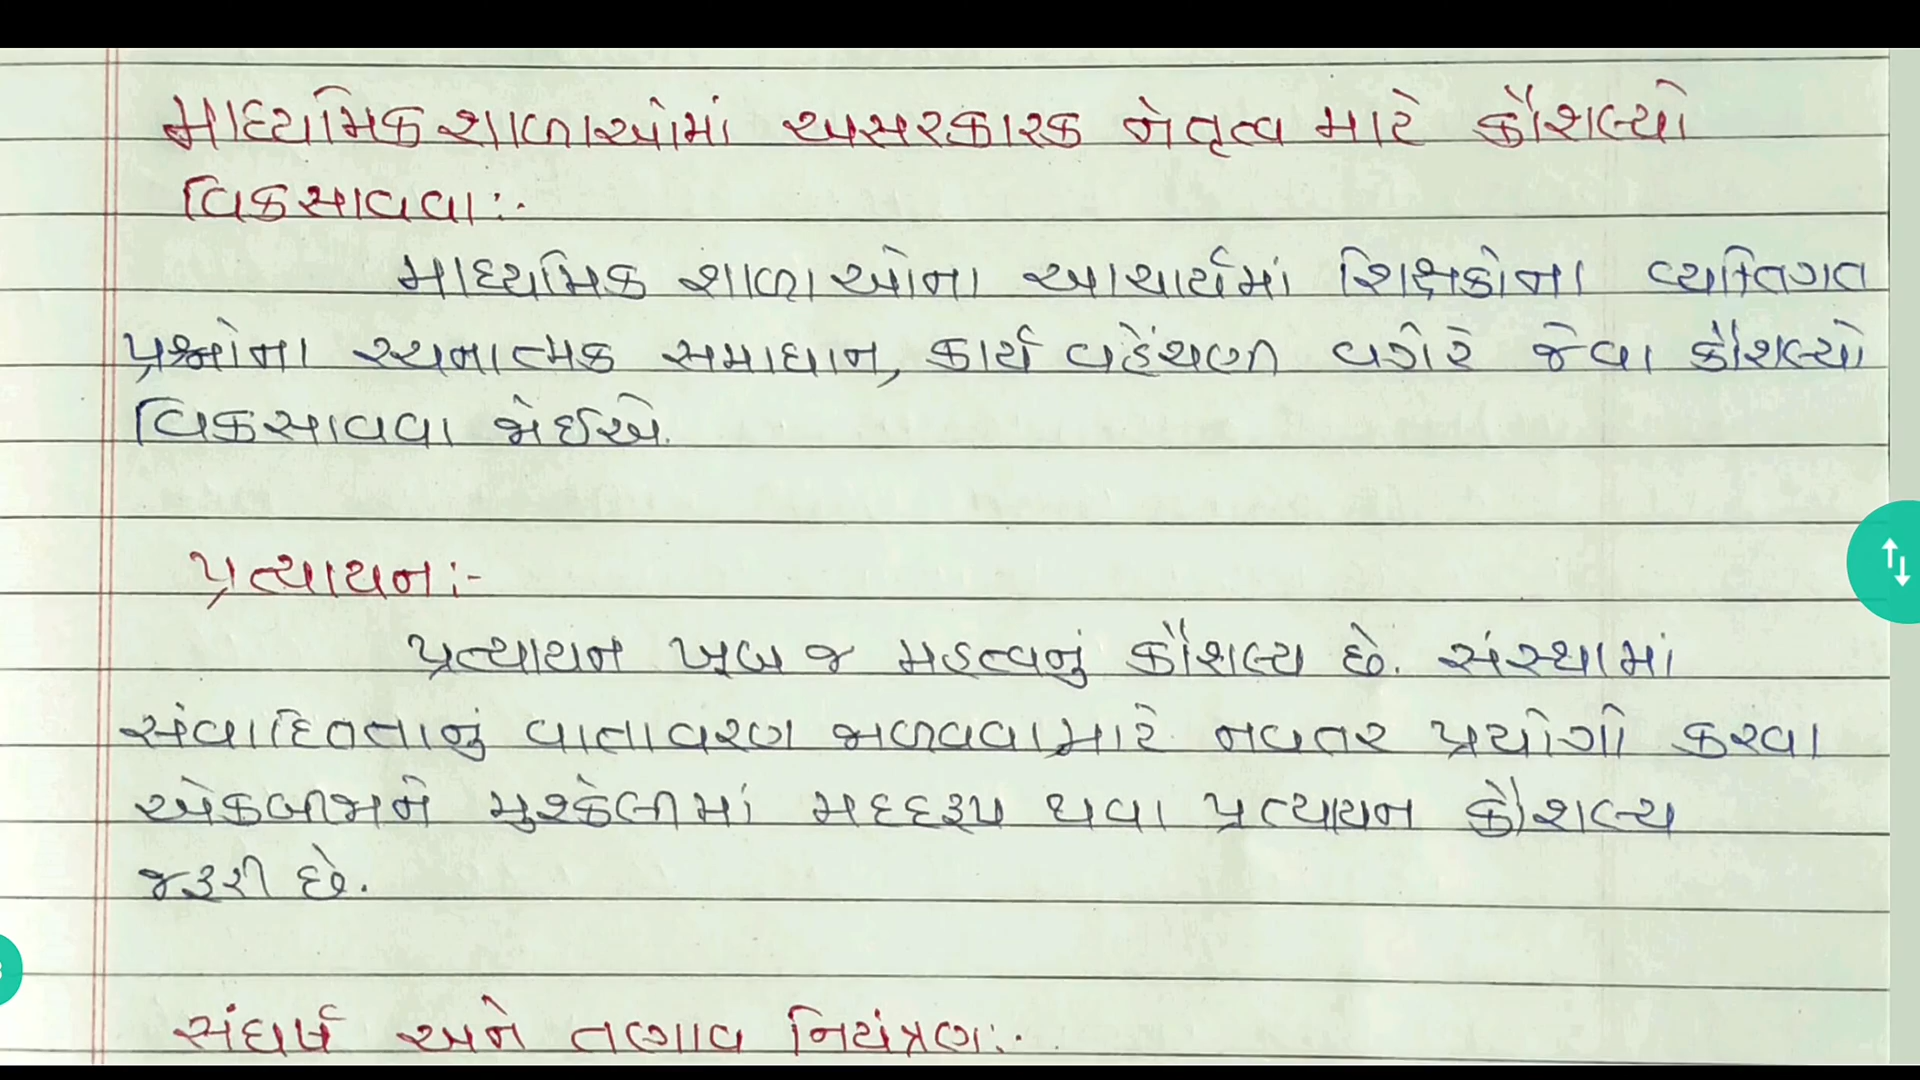 માધ્યમિક શાળાઓમાં અસરકારક નેતૃત્વ માટે કૌશલ્યો
વિકસાવવા :-
માધ્યમિક શાળાઓના આચાર્યમાં શિક્ષકોના વ્યક્તિગત
પ્રશ્નોના રચનાત્મક સમાધાન, કાર્ય વહેંચણી વગેરે જેવા કૌશલ્યો
વિકસાવવા જોઈએ.
પ્રત્યાયન :-
પ્રત્યાયન ખૂબ જ મહત્વનું કૌશલ્ય છે. સંસ્થામાં
સંવાદિતતાનું વાતાવરણ જાળવવા માટે નવતર પ્રયોગો કરવા
એકબીજાને મુશ્કેલીમાં મદદરૂપ થવા પ્રત્યાયન કૌશલ્ય
જરૂરી છે.
સંઘર્ષ અને તણાવ નિયંત્રણ :-